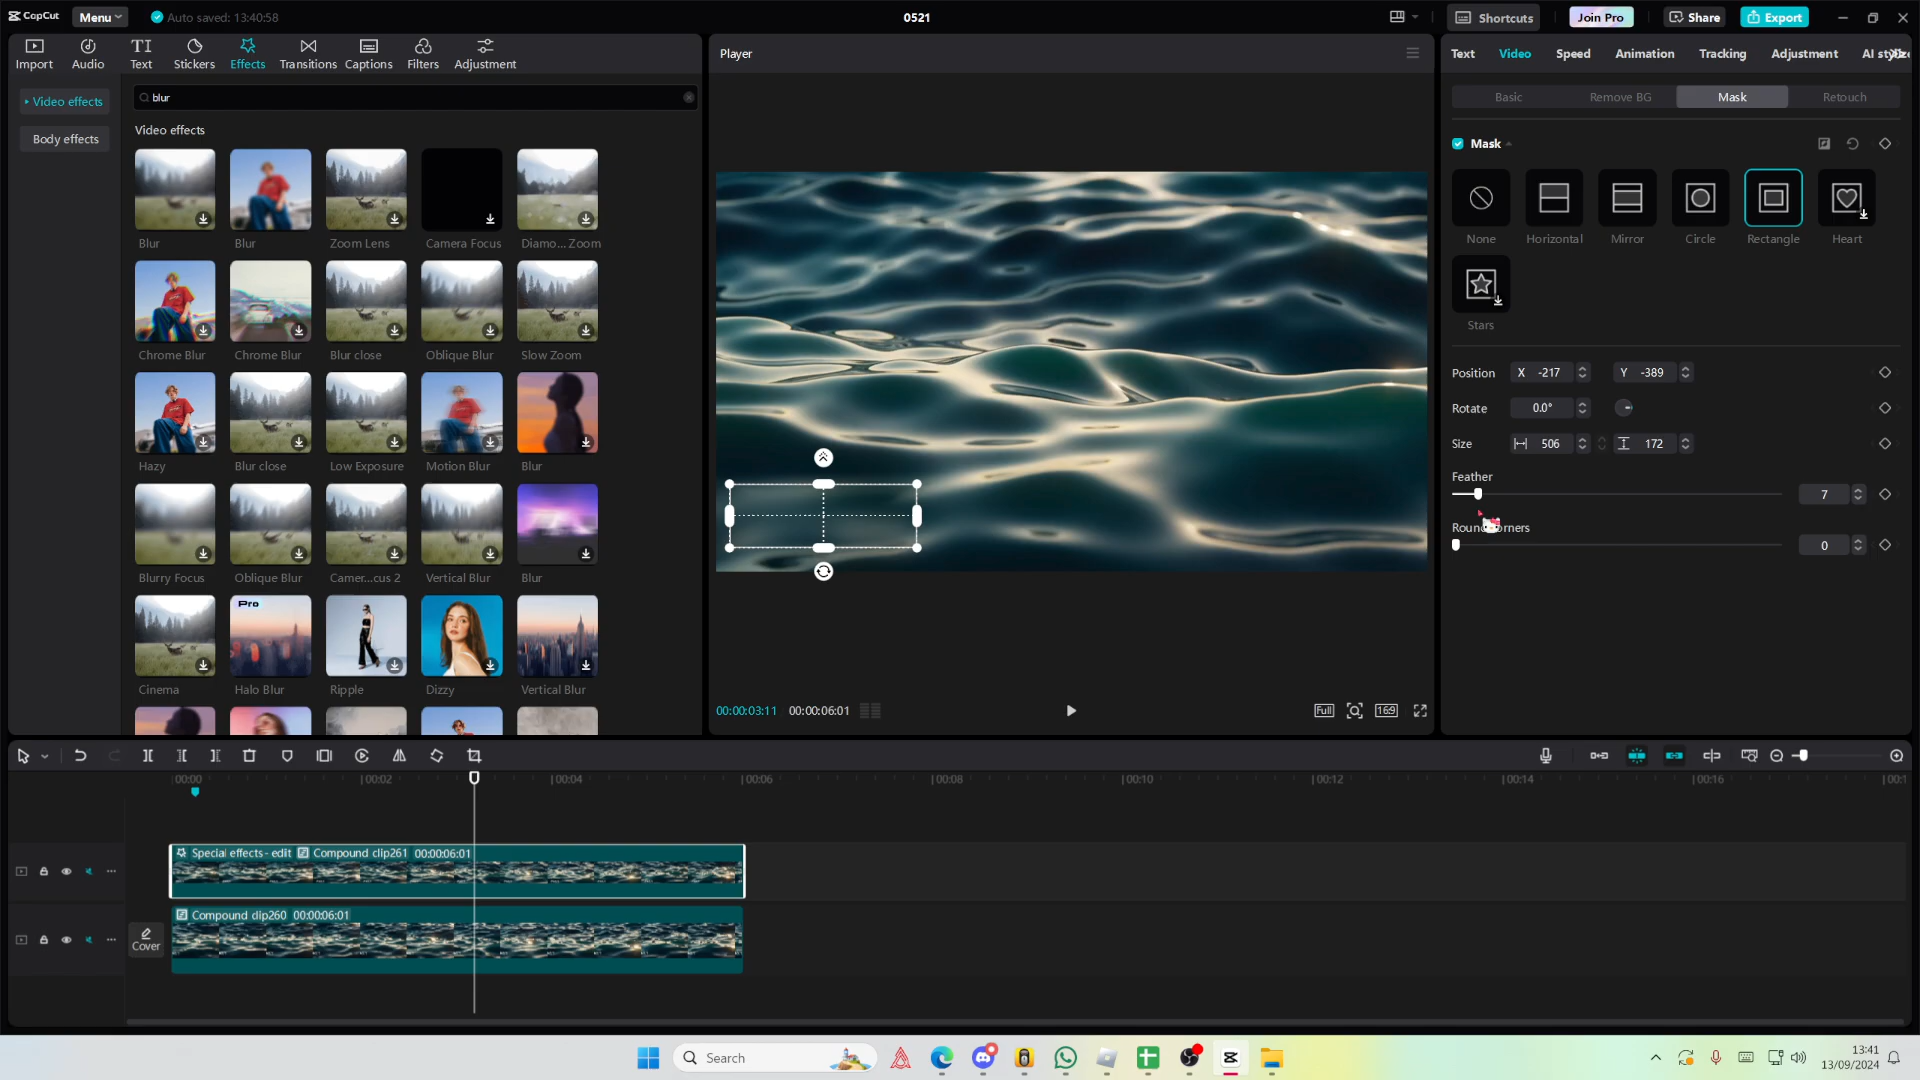 CapCut
Menu
Auto saved: 13:40:58
0521
Shortcuts
Join Pro
Share
Export
Import
Audio
Text
Stickers
Effects
Transitions
Captions
Filters
Adjustment
Video effects
Body effects
blur
Video effects
Blur
Blur
Zoom Lens
Camera Focus
Diamo... Zoom
Chrome Blur
Chrome Blur
Blur close
Oblique Blur
Slow Zoom
Hazy
Blur close
Low Exposure
Motion Blur
Blur
Blurry Focus
Oblique Blur
Camer...cus 2
Vertical Blur
Blur
Pro
Cinema
Halo Blur
Ripple
Dizzy
Vertical Blur
Player
00:00:03:11
00:00:06:01
Full
16:9
Text
Video
Speed
Animation
Tracking
Adjustment
Basic
Remove BG
Mask
Retouch
Mask
None
Horizontal
Mirror
Circle
Rectangle
Heart
Stars
Position X -217 Y -389
Rotate 0.0°
Size 506 172
Feather
7
0
00:00
00:02
00:04
00:06
00:08
00:10
00:12
00:14
00:16
Special effects - edit
Compound clip261 00:00:06:01
Compound clip260 00:00:06:01
Cover
Search
13:41
13/09/2024